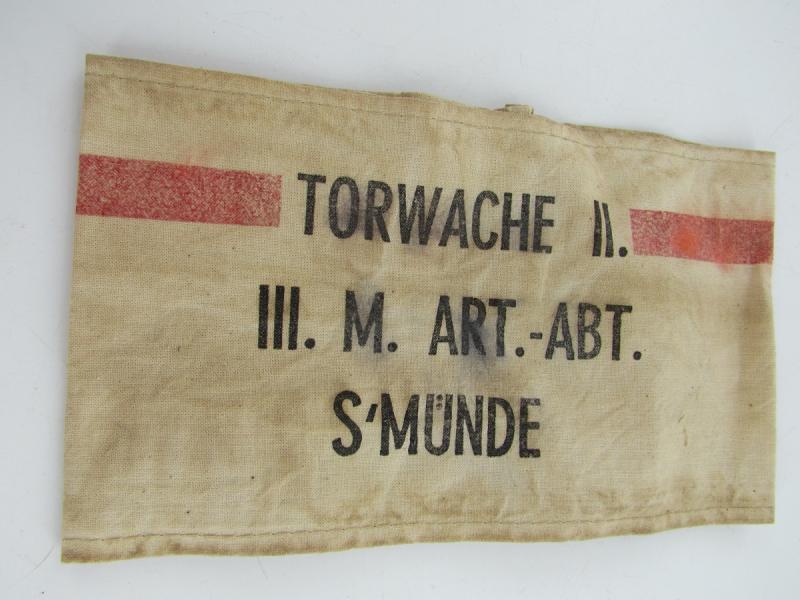 TORWACHE II.
III. M. ART.-ABT.
S'MÜNDE